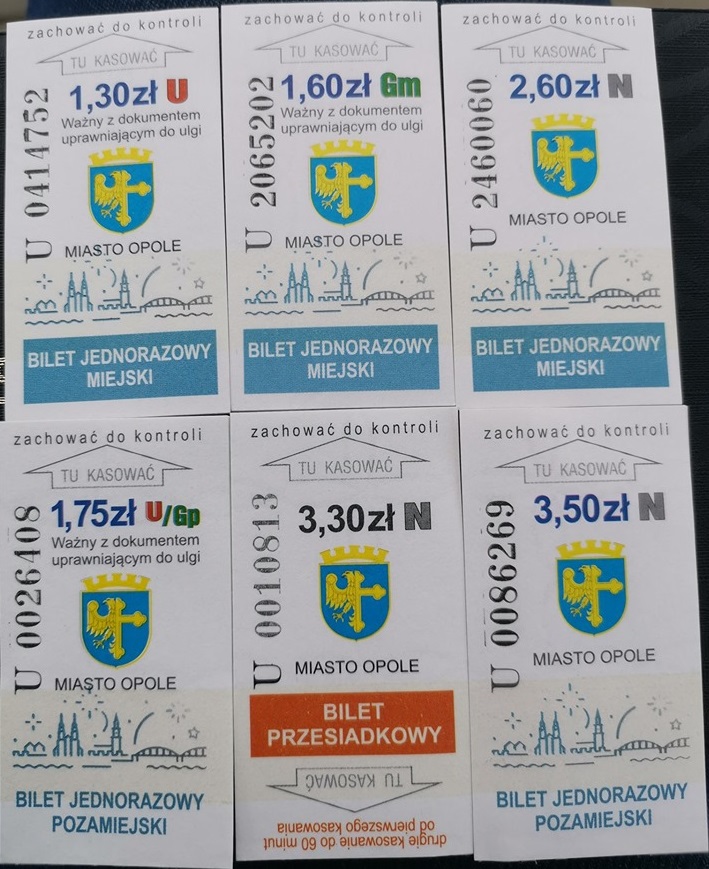 zachować do kontroli
TU KASOWAĆ
1,30zł U
Ważny z dokumentem
uprawniającym do ulgi
U 0414752
MIASTO OPOLE
BILET JEDNORAZOWY
MIEJSKI
zachować do kontroli
TU KASOWAĆ
1,60zł Gm
Ważny z dokumentem
uprawniającym do ulgi
U 2065202
MIASTO OPOLE
BILET JEDNORAZOWY
MIEJSKI
zachować do kontroli
TU KASOWAĆ
2,60zł N
U 2460060
MIASTO OPOLE
BILET JEDNORAZOWY
MIEJSKI
zachować do kontroli
TU KASOWAĆ
1,75zł U/Gp
Ważny z dokumentem
uprawniającym do ulgi
U 0026408
MIASTO OPOLE
BILET JEDNORAZOWY
POZAMIEJSKI
zachować do kontroli
TU KASOWAĆ
3,30zł N
U 0010813
MIASTO OPOLE
BILET
PRZESIADKOWY
TU KASOWAĆ
drugie kasowanie do 60 minut
od pierwszego kasowania
zachować do kontroli
TU KASOWAĆ
3,50zł N
U 0086269
MIASTO OPOLE
BILET JEDNORAZOWY
POZAMIEJSKI